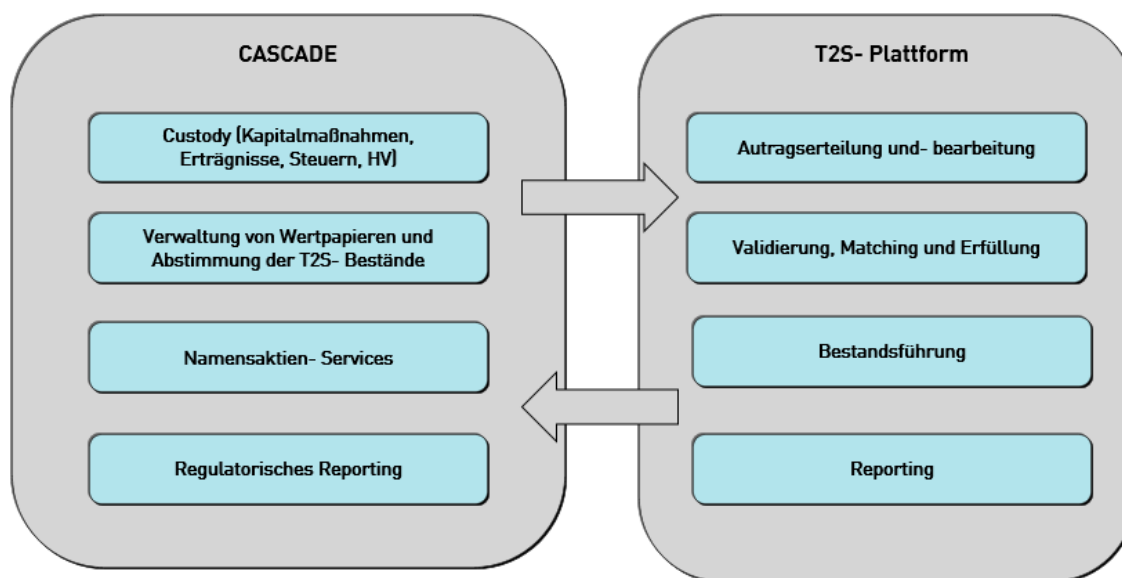 CASCADE
Custody (Kapitalmaßnahmen,
Erträgnisse, Steuern, HV)
Verwaltung von Wertpapieren und
Abstimmung der T2S- Bestände
Namensaktien- Services
Regulatorisches Reporting
T2S- Plattform
Autragserteilung und- bearbeitung
Validierung, Matching und Erfüllung
Bestandsführung
Reporting